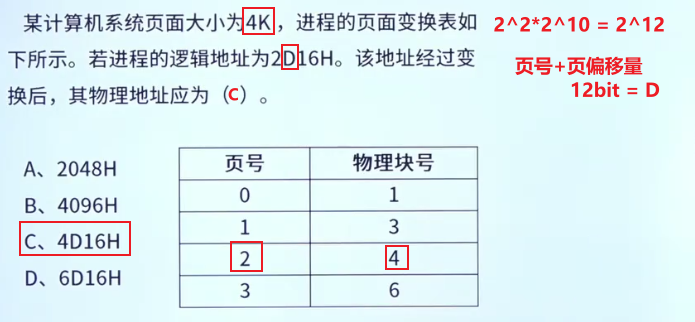 某计算机系统页面大小为4K，进程的页面变换表如
下所示。若进程的逻辑地址为2D16H。该地址经过变
换后，其物理地址应为（C）。
2^2*2^10 = 2^12
页号+页偏移量
12bit = D
A、2048H
B、4096H
C、4D16H
D、6D16H
页号 物理块号
0 1
1 3
2 4
3 6